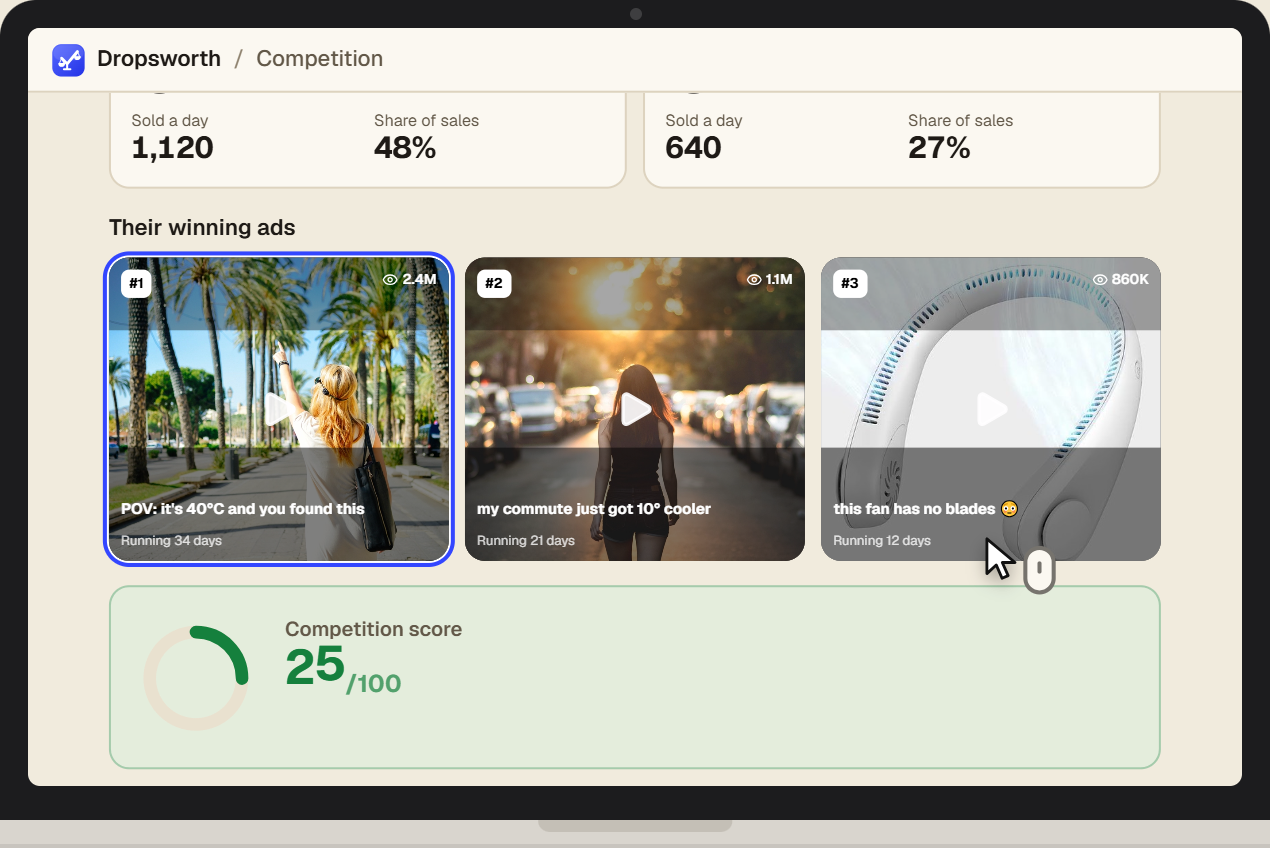 Dropsworth / Competition
Sold a day
Share of sales
1,120
48%
Sold a day
Share of sales
640
27%
Their winning ads
#1
2.4M
POV: it's 40°C and you found this
Running 34 days
#2
1.1M
my commute just got 10° cooler
Running 21 days
#3
860K
this fan has no blades 😳
Running 12 days
Competition score
25/100